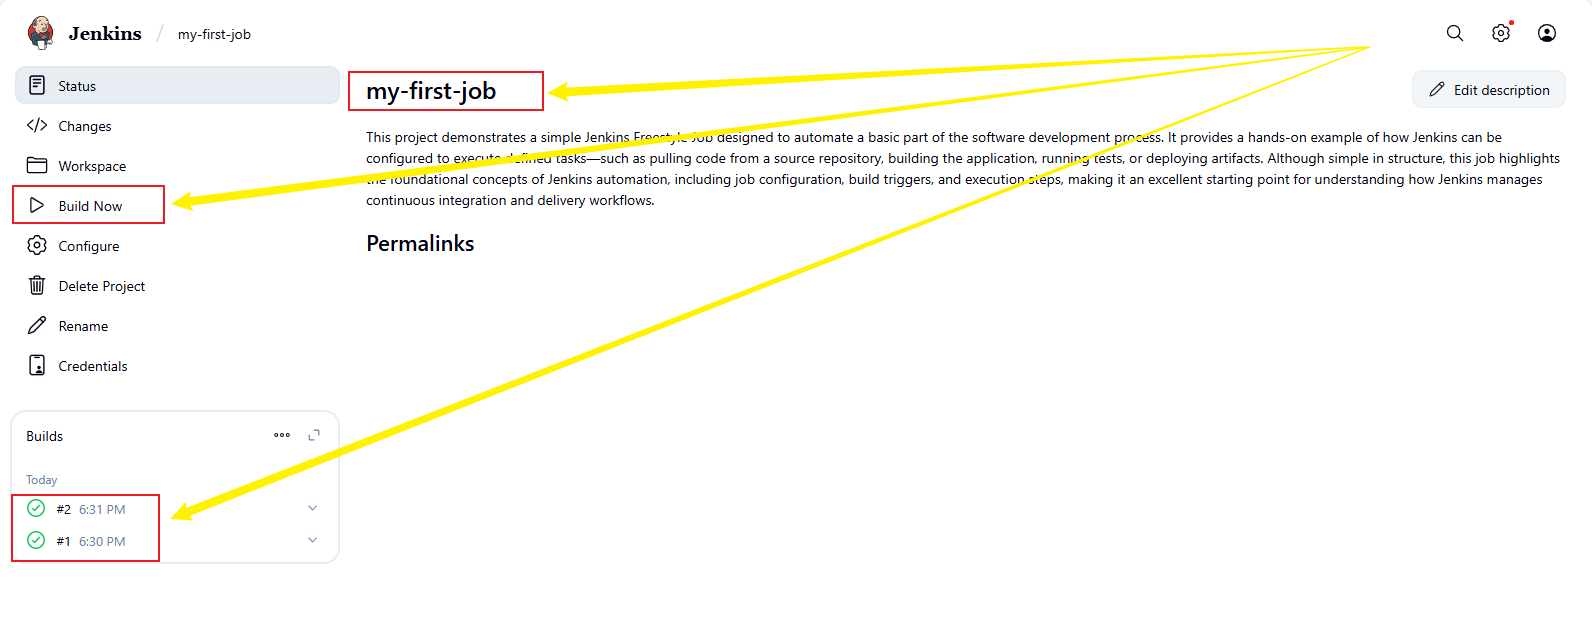 Jenkins / my-first-job
Status
Changes
Workspace
Build Now
Configure
Delete Project
Rename
Credentials
Builds
Today
#2 6:31 PM
#1 6:30 PM
my-first-job
Edit description
This project demonstrates a simple Jenkins Freestyle Job designed to automate a basic part of the software development process. It provides a hands-on example of how Jenkins can be
configured to execute defined tasks—such as pulling code from a source repository, building the application, running tests, or deploying artifacts. Although simple in structure, this job highlights
the foundational concepts of Jenkins automation, including job configuration, build triggers, and execution steps, making it an excellent starting point for understanding how Jenkins manages
continuous integration and delivery workflows.
Permalinks